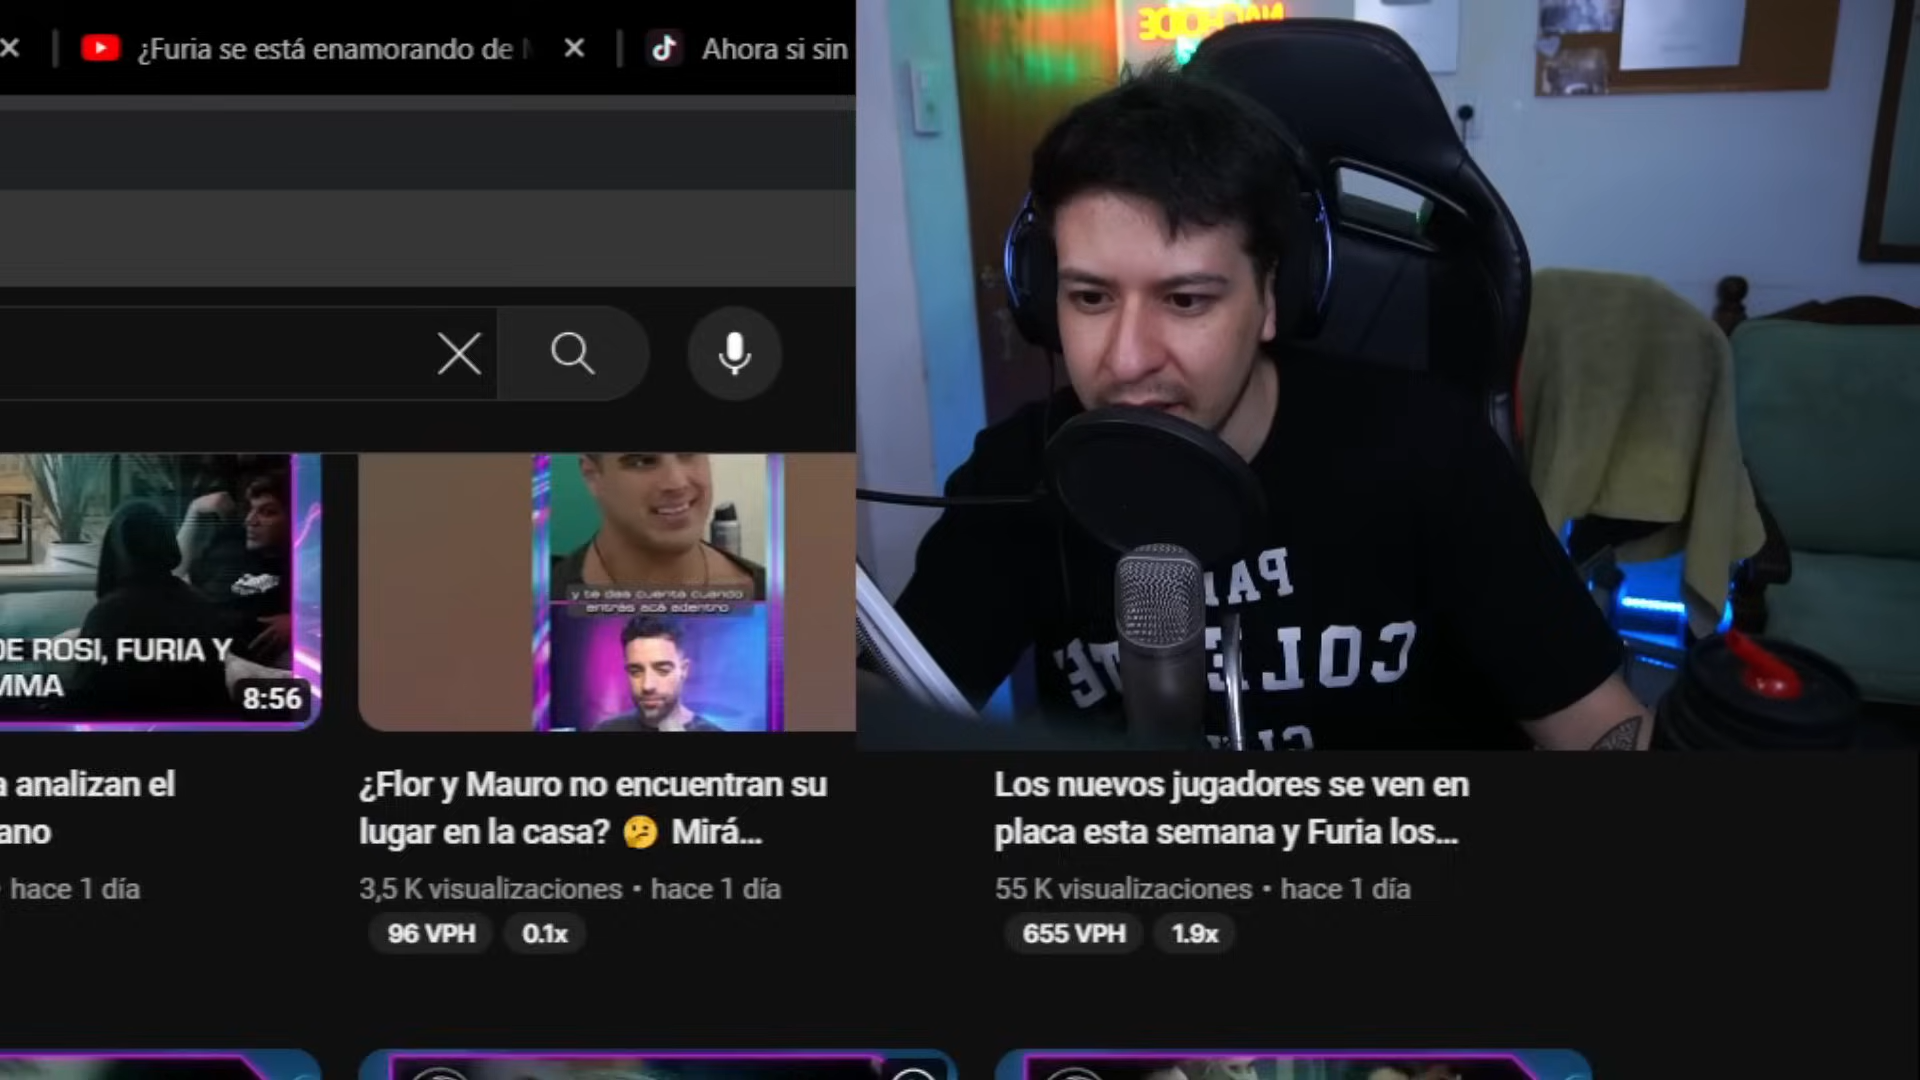 ¿Furia se está enamorando de
Ahora si sin
DE ROSI, FURIA Y
MMA
8:56
y te das cuenta cuando
entrás acá adentro
a analizan el
ano
hace 1 día
¿Flor y Mauro no encuentran su
lugar en la casa? 🤔 Mirá...
3,5 K visualizaciones • hace 1 día
96 VPH
0.1x
Los nuevos jugadores se ven en
placa esta semana y Furia los...
55 K visualizaciones • hace 1 día
655 VPH
1.9x